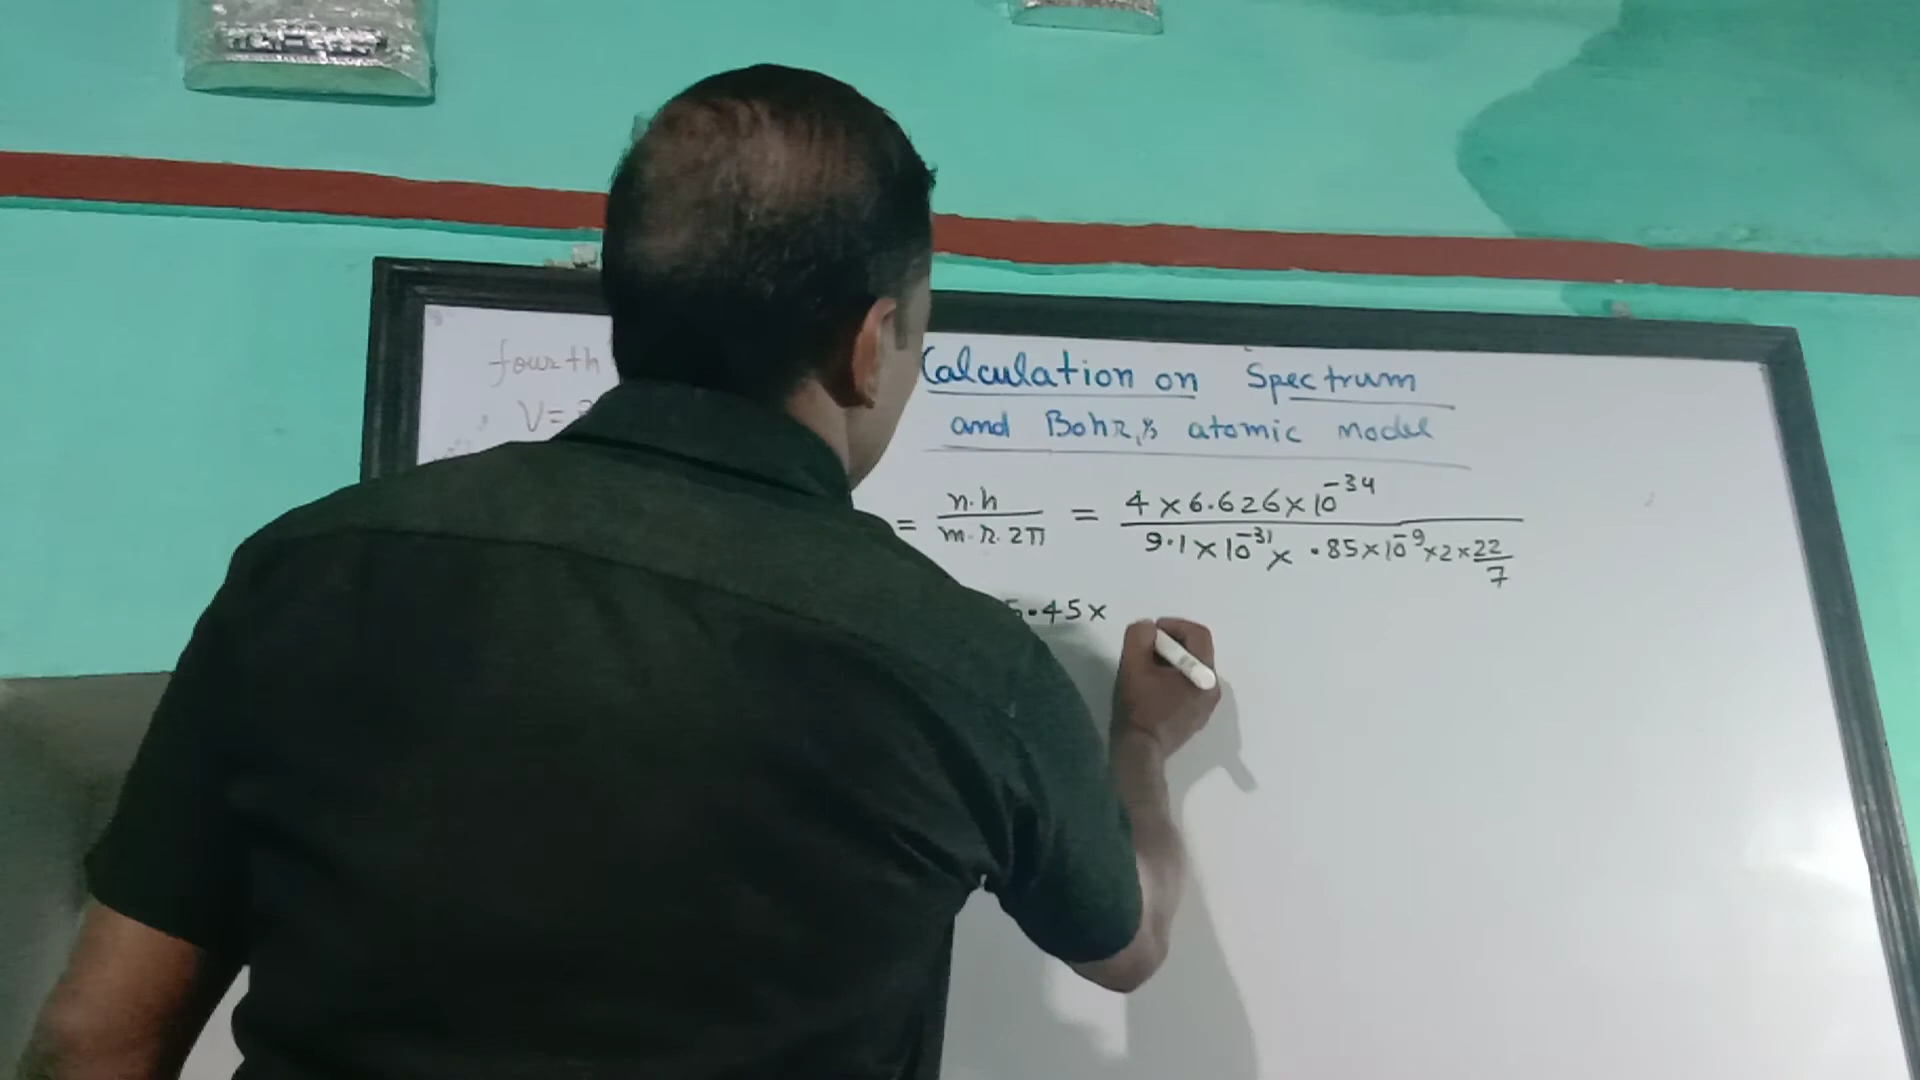 fourth
Calculation on Spectrum
V=
and Bohr,s atomic model
= n.h / m.r.2π = 4 × 6.626 × 10^-34 / 9.1 × 10^-31 × .85 × 10^-9 × 2 × 22/7
5.45 ×